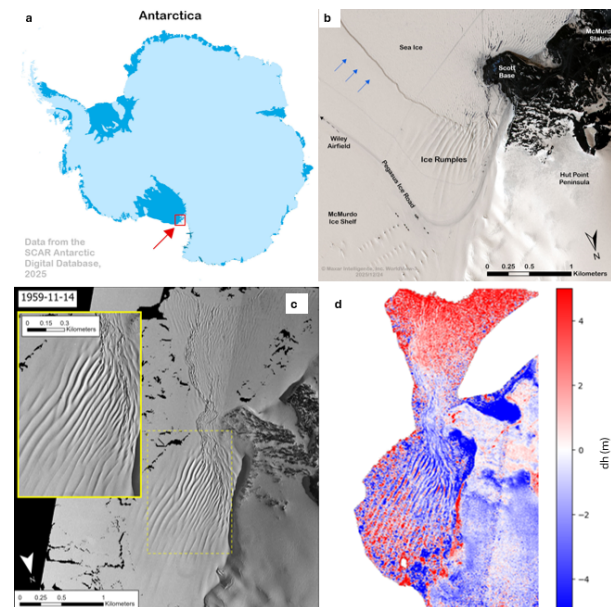 a
Antarctica
Data from the
SCAR Antarctic
Digital Database,
2025
b
Sea Ice
McMurdo
Station
Scott
Base
Wiley
Airfield
Ice Rumples
Pegasus Ice Road
Hut Point
Peninsula
McMurdo
Ice Shelf
N
0 0.25 0.5 1
Kilometers
1959-11-14
c
0 0.15 0.3
Kilometers
N
0 0.25 0.5 1
Kilometers
d
4
2
0
−2
−4
dh (m)